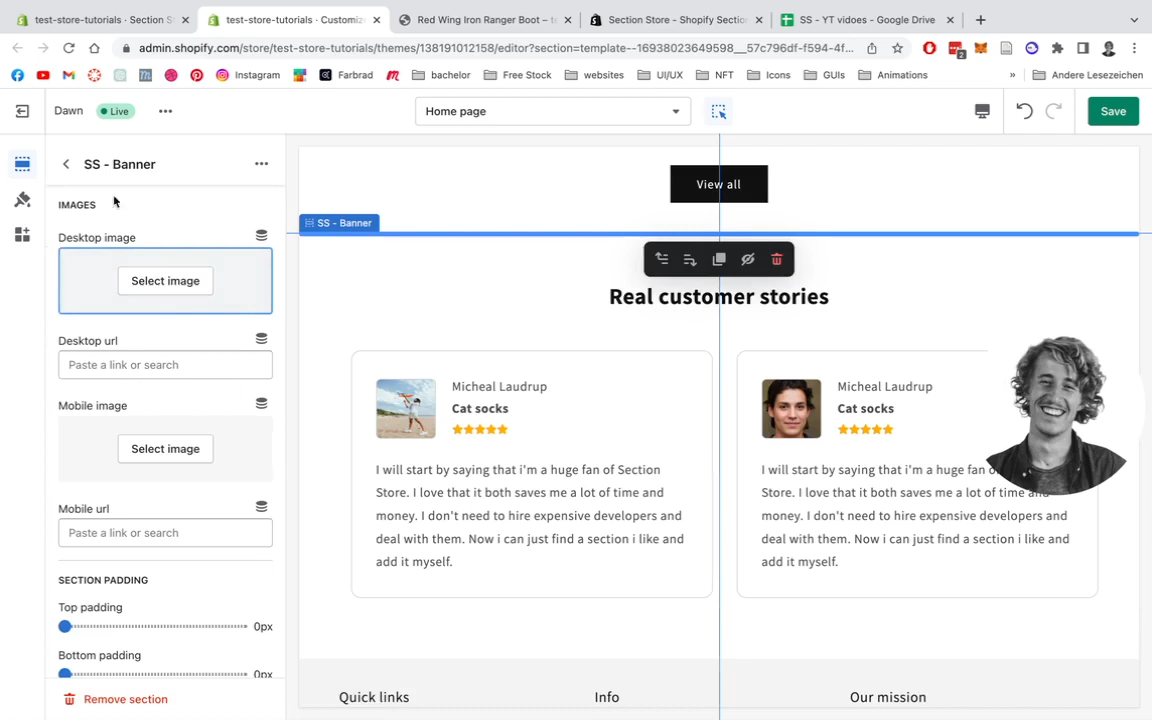 test-store-tutorials · Section S
test-store-tutorials · Customize
Red Wing Iron Ranger Boot – te
Section Store - Shopify Section
SS - YT vidoes - Google Drive
admin.shopify.com/store/test-store-tutorials/themes/138191012158/editor?section=template--16938023649598__57c796df-f594-4f...
2
Instagram
Farbrad
bachelor
Free Stock
websites
UI/UX
NFT
Icons
GUIs
Animations
»
Andere Lesezeichen
Dawn
Live
Home page
Save
SS - Banner
IMAGES
Desktop image
Select image
Desktop url
Paste a link or search
Mobile image
Select image
Mobile url
Paste a link or search
SECTION PADDING
Top padding
0px
Bottom padding
0px
Remove section
View all
SS - Banner
Real customer stories
Micheal Laudrup
Cat socks
I will start by saying that i'm a huge fan of Section
Store. I love that it both saves me a lot of time and
money. I don't need to hire expensive developers and
deal with them. Now i can just find a section i like and
add it myself.
Micheal Laudrup
Cat socks
I will start by saying that i'm a huge fan o
Store. I love that it both saves me a lot of time and
money. I don't need to hire expensive developers and
deal with them. Now i can just find a section i like and
add it myself.
Quick links
Info
Our mission